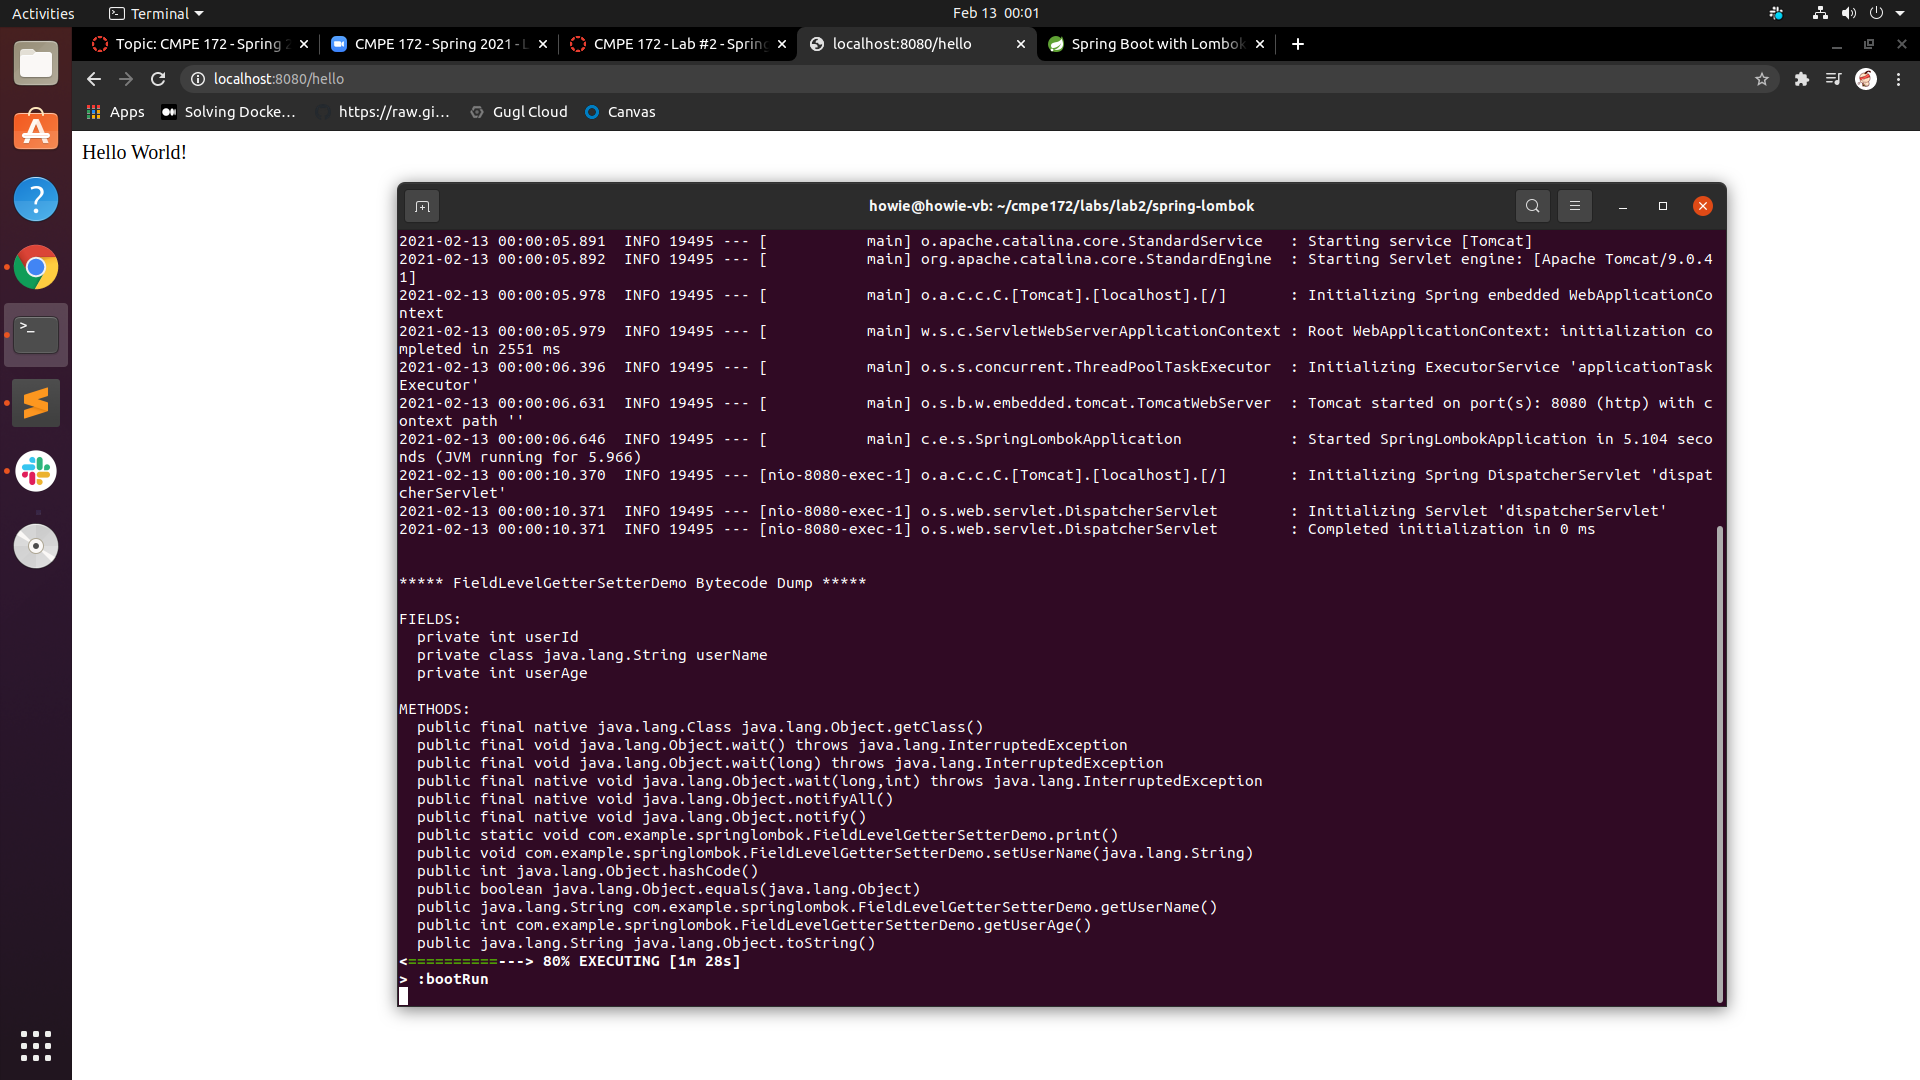 Activities
Terminal
Feb 13 00:01
Topic: CMPE 172 - Spring 2
CMPE 172 - Spring 2021 - L
CMPE 172 - Lab #2 - Spring
localhost:8080/hello
Spring Boot with Lombok
localhost:8080/hello
Apps
Solving Docke...
https://raw.gi...
Gugl Cloud
Canvas
Hello World!
howie@howie-vb: ~/cmpe172/labs/lab2/spring-lombok
2021-02-13 00:00:05.891  INFO 19495 --- [           main] o.apache.catalina.core.StandardService   : Starting service [Tomcat]
2021-02-13 00:00:05.892  INFO 19495 --- [           main] org.apache.catalina.core.StandardEngine  : Starting Servlet engine: [Apache Tomcat/9.0.4
1]
2021-02-13 00:00:05.978  INFO 19495 --- [           main] o.a.c.c.C.[Tomcat].[localhost].[/]       : Initializing Spring embedded WebApplicationCo
ntext
2021-02-13 00:00:05.979  INFO 19495 --- [           main] w.s.c.ServletWebServerApplicationContext : Root WebApplicationContext: initialization co
mpleted in 2551 ms
2021-02-13 00:00:06.396  INFO 19495 --- [           main] o.s.s.concurrent.ThreadPoolTaskExecutor  : Initializing ExecutorService 'applicationTask
Executor'
2021-02-13 00:00:06.631  INFO 19495 --- [           main] o.s.b.w.embedded.tomcat.TomcatWebServer  : Tomcat started on port(s): 8080 (http) with c
ontext path ''
2021-02-13 00:00:06.646  INFO 19495 --- [           main] c.e.s.SpringLombokApplication            : Started SpringLombokApplication in 5.104 seco
nds (JVM running for 5.966)
2021-02-13 00:00:10.370  INFO 19495 --- [nio-8080-exec-1] o.a.c.c.C.[Tomcat].[localhost].[/]       : Initializing Spring DispatcherServlet 'dispat
cherServlet'
2021-02-13 00:00:10.371  INFO 19495 --- [nio-8080-exec-1] o.s.web.servlet.DispatcherServlet        : Initializing Servlet 'dispatcherServlet'
2021-02-13 00:00:10.371  INFO 19495 --- [nio-8080-exec-1] o.s.web.servlet.DispatcherServlet        : Completed initialization in 0 ms
***** FieldLevelGetterSetterDemo Bytecode Dump *****
FIELDS:
private int userId
private class java.lang.String userName
private int userAge
METHODS:
public final native java.lang.Class java.lang.Object.getClass()
public final void java.lang.Object.wait() throws java.lang.InterruptedException
public final void java.lang.Object.wait(long) throws java.lang.InterruptedException
public final native void java.lang.Object.wait(long,int) throws java.lang.InterruptedException
public final native void java.lang.Object.notifyAll()
public final native void java.lang.Object.notify()
public static void com.example.springlombok.FieldLevelGetterSetterDemo.print()
public void com.example.springlombok.FieldLevelGetterSetterDemo.setUserName(java.lang.String)
public int java.lang.Object.hashCode()
public boolean java.lang.Object.equals(java.lang.Object)
public java.lang.String com.example.springlombok.FieldLevelGetterSetterDemo.getUserName()
public int com.example.springlombok.FieldLevelGetterSetterDemo.getUserAge()
public java.lang.String java.lang.Object.toString()
<==========---> 80% EXECUTING [1m 28s]
> :bootRun